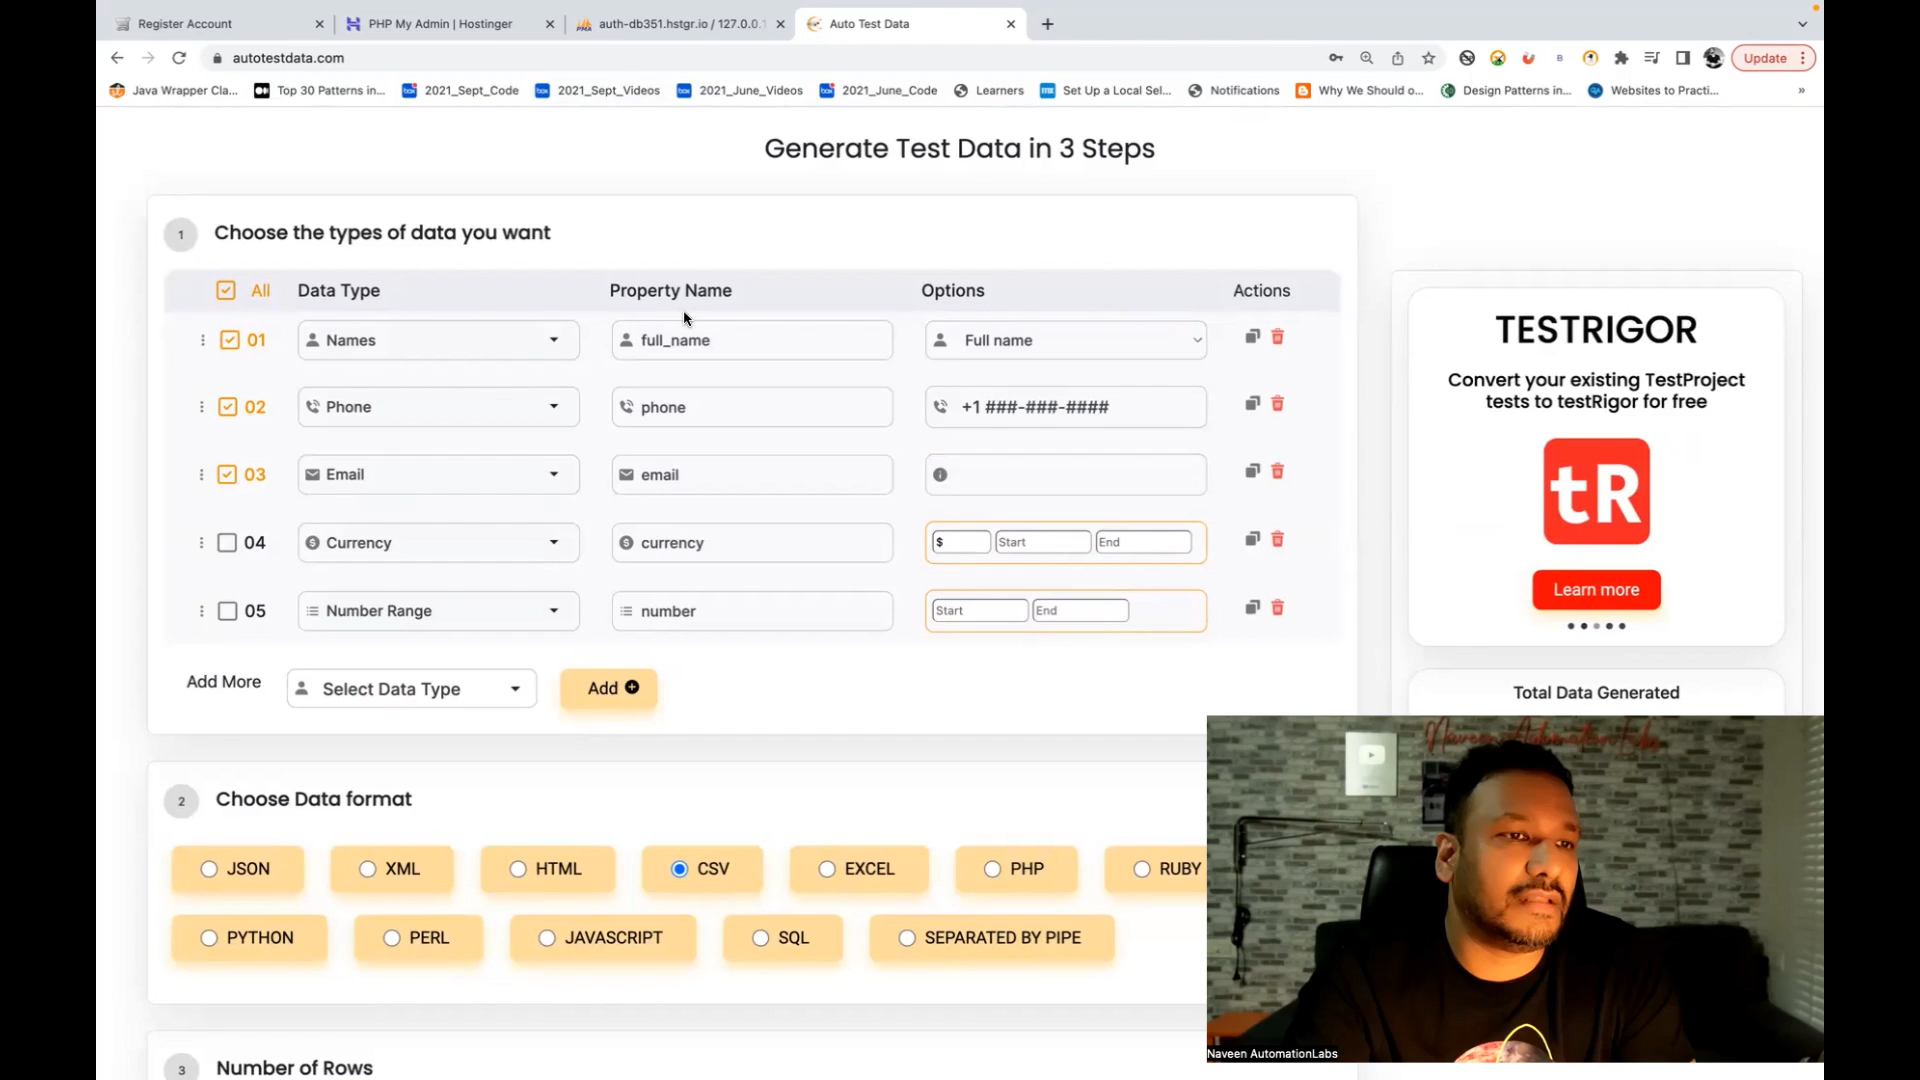 Register Account
PHP My Admin | Hostinger
auth-db351.hstgr.io / 127.0.0.1
Auto Test Data
autotestdata.com
Update
Java Wrapper Cla...
Top 30 Patterns in...
2021_Sept_Code
2021_Sept_Videos
2021_June_Videos
2021_June_Code
Learners
Set Up a Local Sel...
Notifications
Why We Should o...
Design Patterns in...
Websites to Practi...
»
Generate Test Data in 3 Steps
1 Choose the types of data you want
All Data Type Property Name Options Actions
01 Names full_name Full name
02 Phone phone +1 ###-###-####
03 Email email
04 Currency currency $ Start End
05 Number Range number Start End
Add More Select Data Type Add
2 Choose Data format
JSON XML HTML CSV EXCEL PHP RUBY
PYTHON PERL JAVASCRIPT SQL SEPARATED BY PIPE
3 Number of Rows
TESTRIGOR
Convert your existing TestProject
tests to testRigor for free
tR
Learn more
Total Data Generated
Naveen AutomationLabs
Naveen AutomationLabs